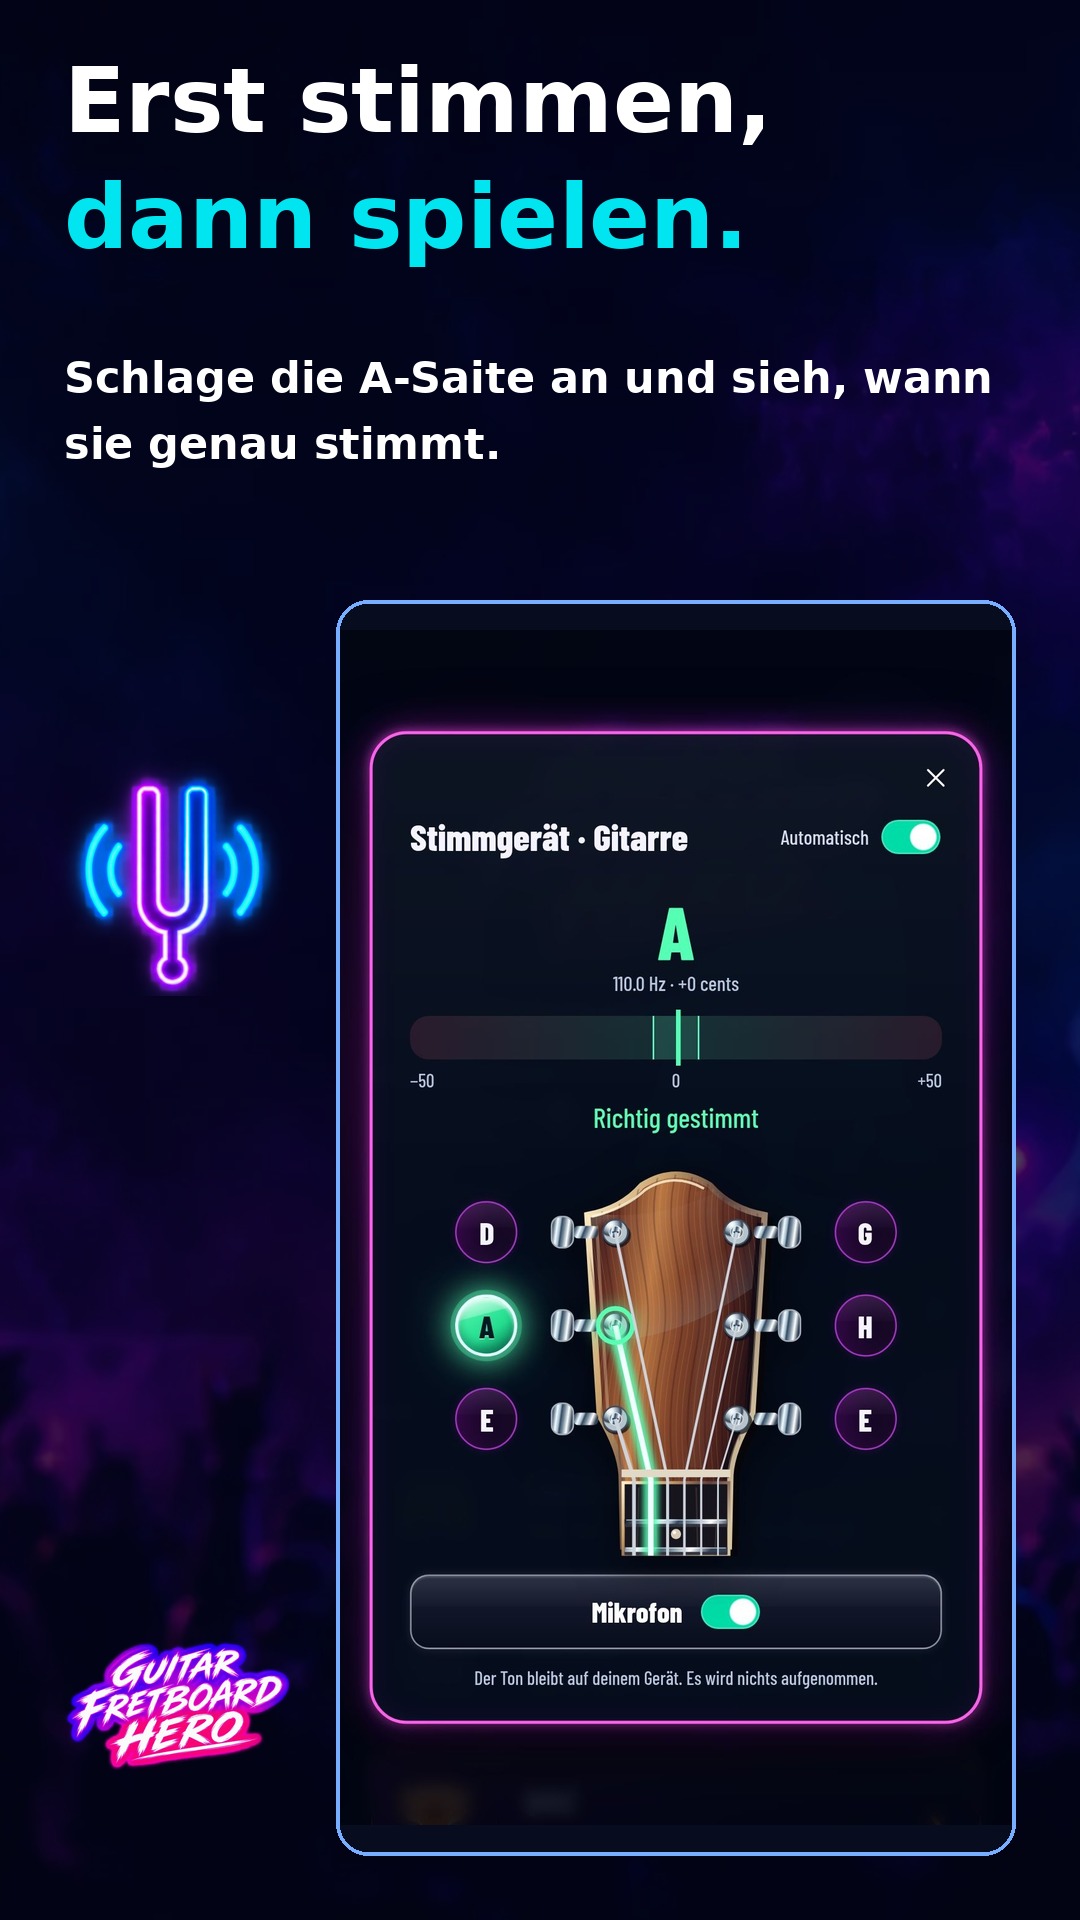 Erst stimmen,
dann spielen.
Schlage die A-Saite an und sieh, wann
sie genau stimmt.
Stimmgerät · Gitarre
Automatisch
A
110.0 Hz · +0 cents
−50 0 +50
Richtig gestimmt
D G
A H
E E
Mikrofon
Der Ton bleibt auf deinem Gerät. Es wird nichts aufgenommen.
GUITAR
FRETBOARD
HERO